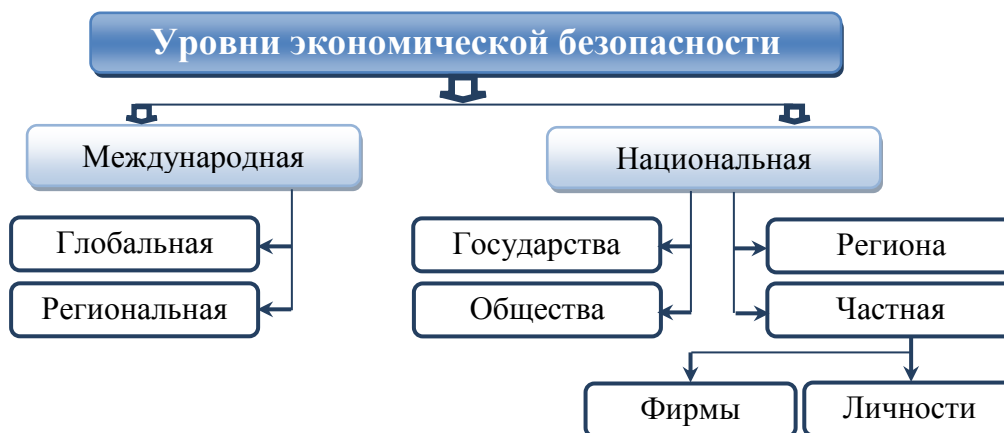 Уровни экономической безопасности
Международная
Национальная
Глобальная
Региональная
Государства
Общества
Региона
Частная
Фирмы
Личности